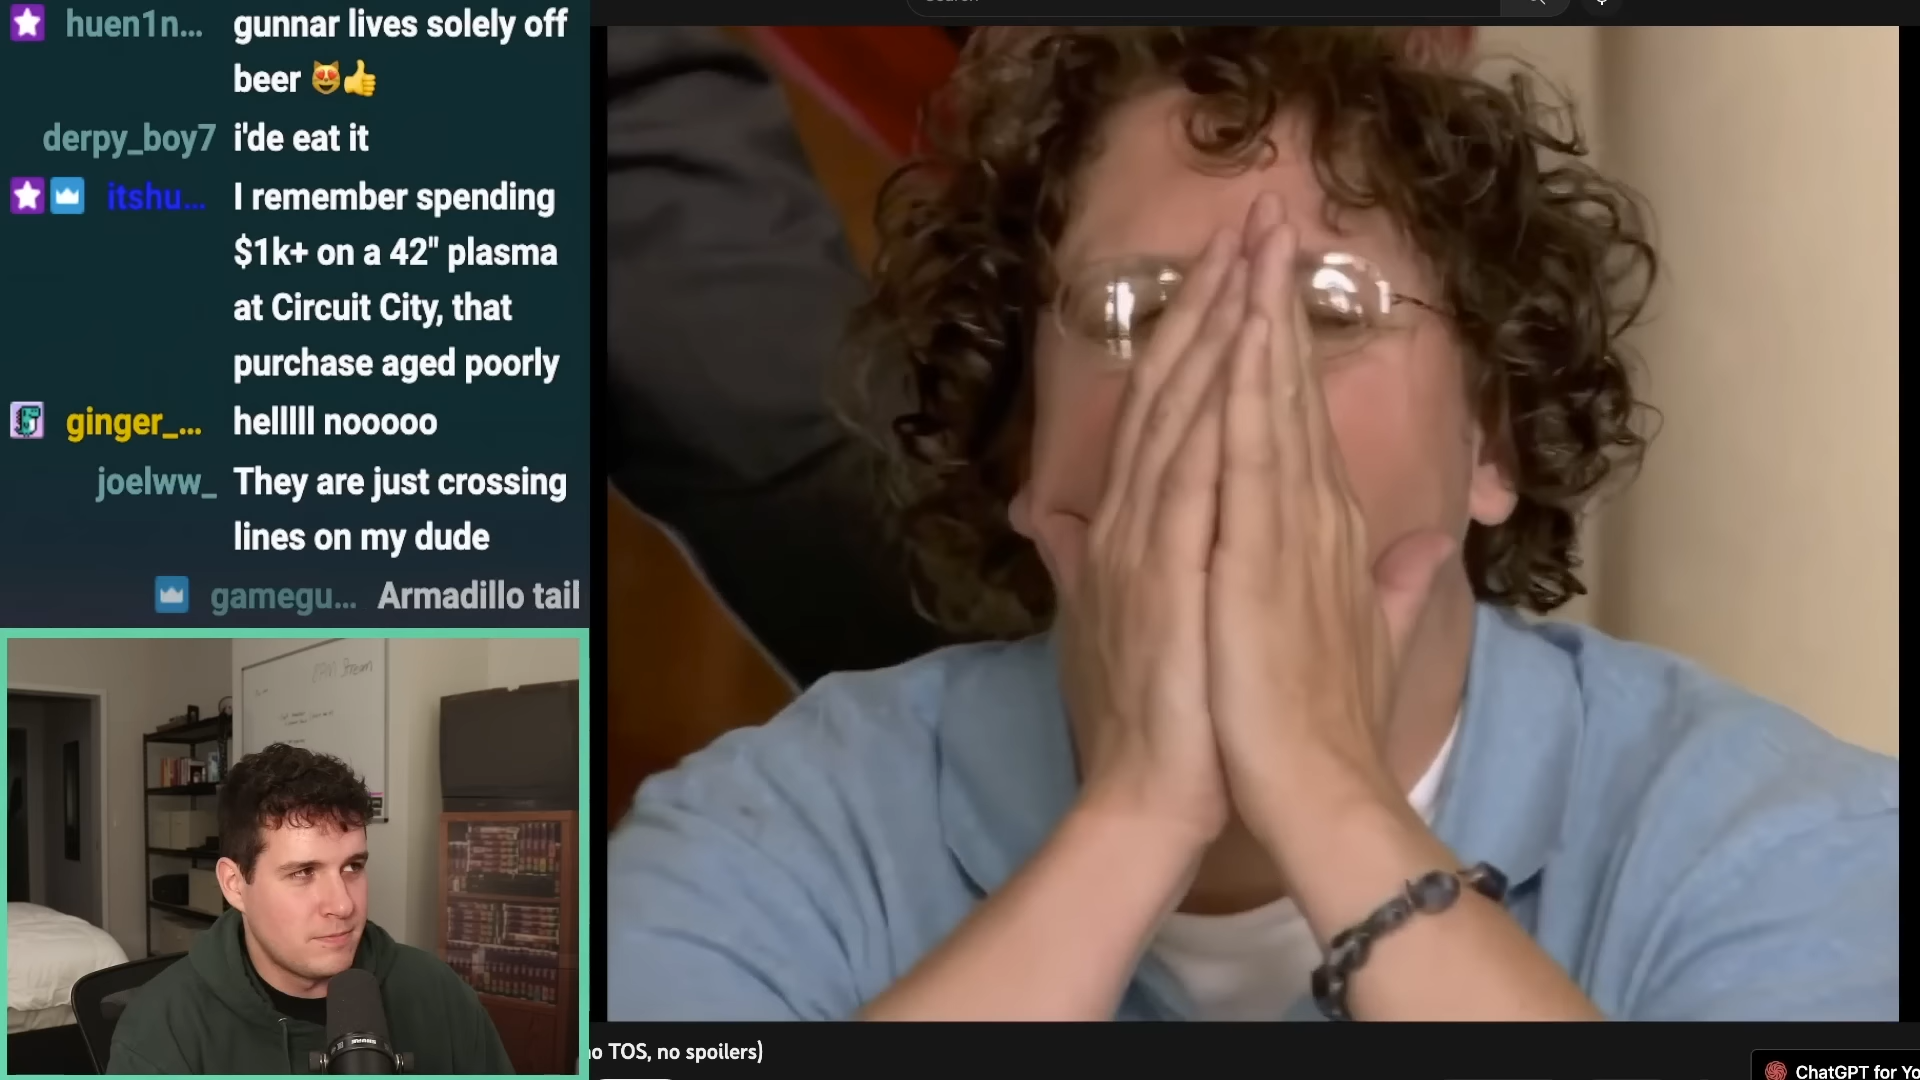 huen1n... gunnar lives solely off
beer 😻👍
derpy_boy7 i'de eat it
itshu... I remember spending
$1k+ on a 42" plasma
at Circuit City, that
purchase aged poorly
ginger_... helllll nooooo
joelww_ They are just crossing
lines on my dude
gamegu... Armadillo tail
no TOS, no spoilers)
ChatGPT for Yo